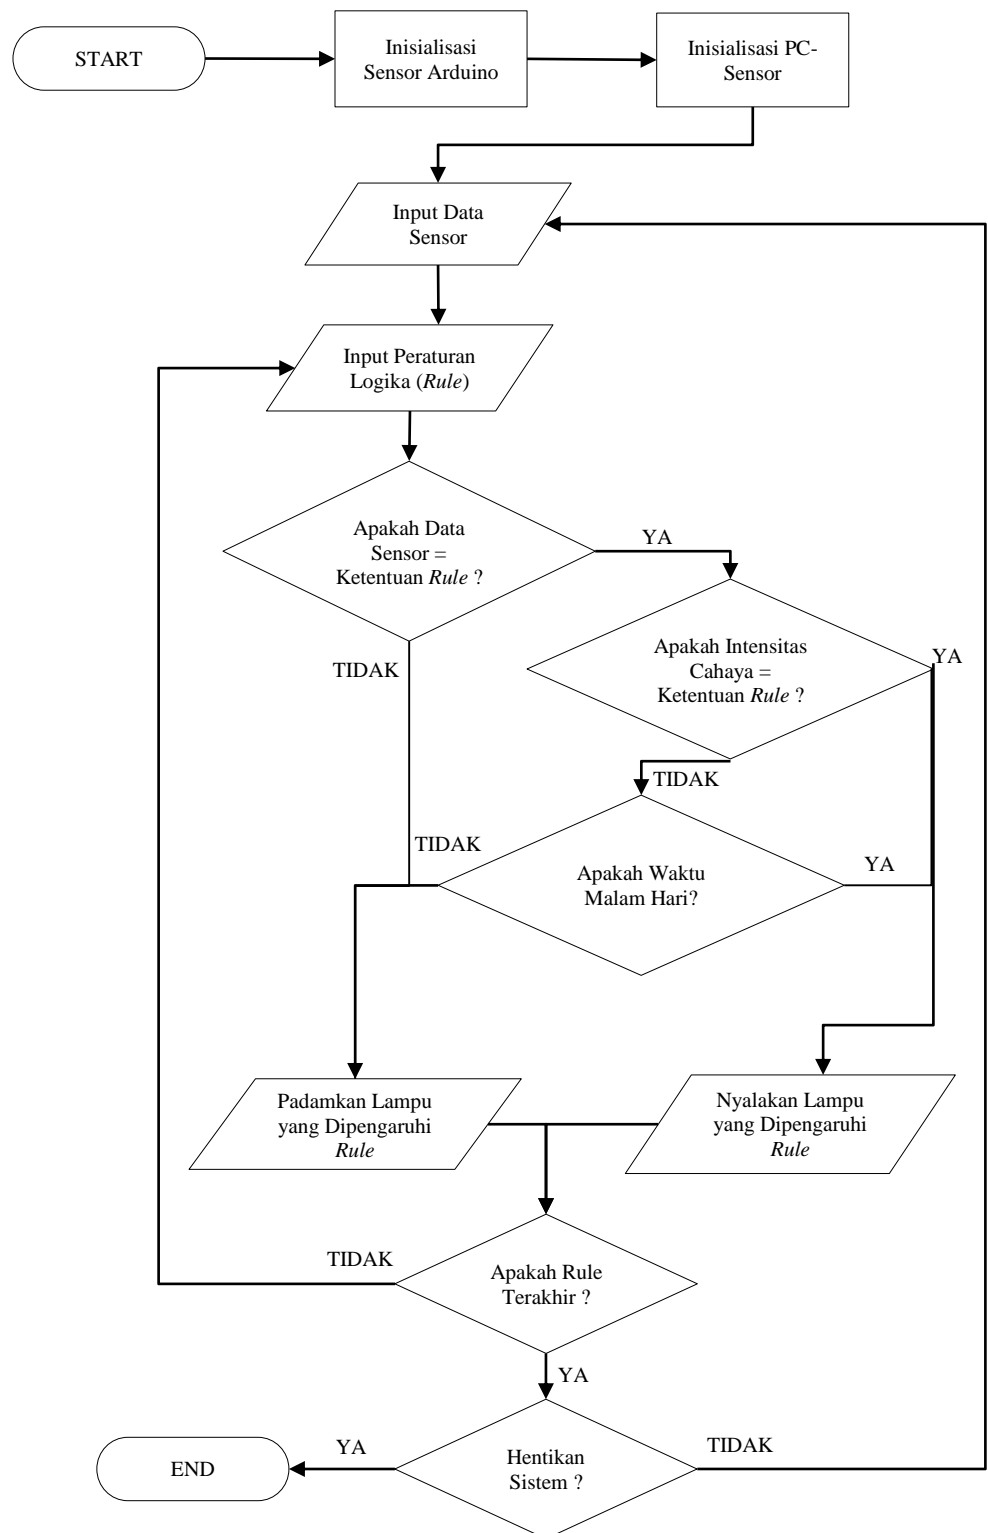 START
Inisialisasi
Sensor Arduino
Inisialisasi PC-
Sensor
Input Data
Sensor
Input Peraturan
Logika (Rule)
Apakah Data
Sensor =
Ketentuan Rule ?
YA
TIDAK
Apakah Intensitas
Cahaya =
Ketentuan Rule ?
YA
TIDAK
Apakah Waktu
Malam Hari?
TIDAK
YA
Padamkan Lampu
yang Dipengaruhi
Rule
Nyalakan Lampu
yang Dipengaruhi
Rule
Apakah Rule
Terakhir ?
TIDAK
YA
Hentikan
Sistem ?
YA
TIDAK
END